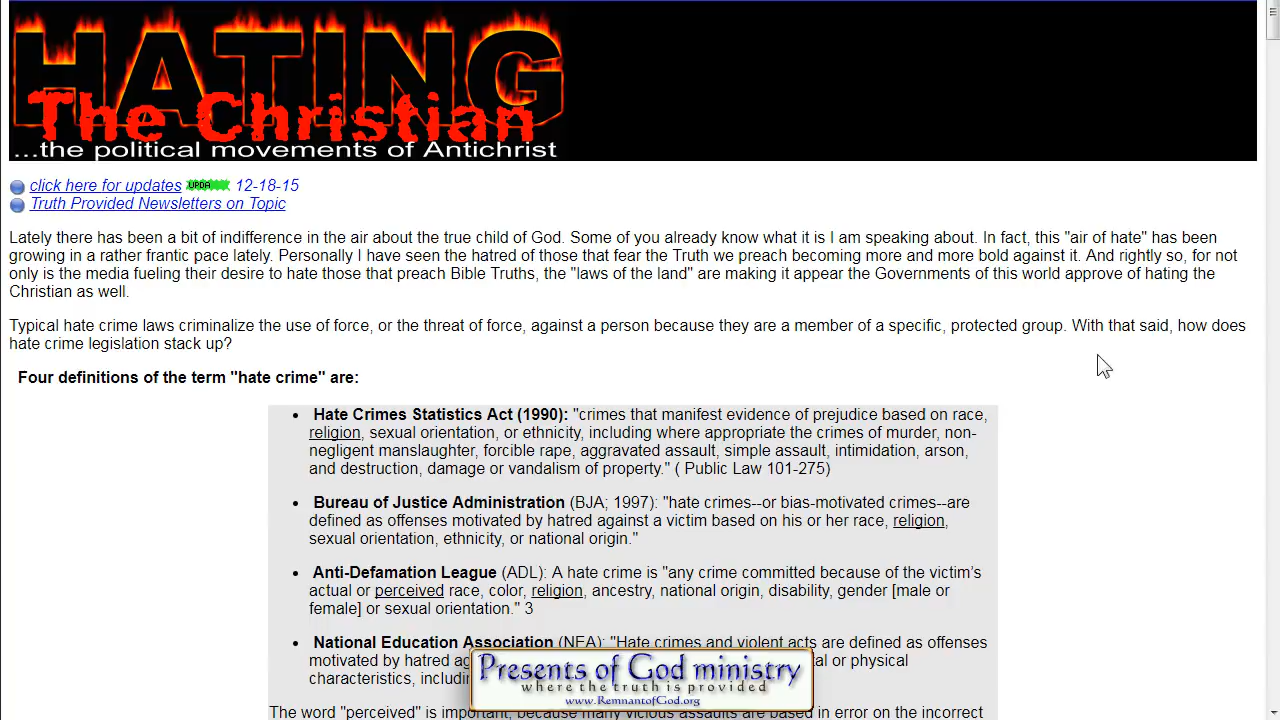 HATING
The Christian
...the political movements of Antichrist
click here for updates UPDA 12-18-15
Truth Provided Newsletters on Topic
Lately there has been a bit of indifference in the air about the true child of God. Some of you already know what it is I am speaking about. In fact, this "air of hate" has been
growing in a rather frantic pace lately. Personally I have seen the hatred of those that fear the Truth we preach becoming more and more bold against it. And rightly so, for not
only is the media fueling their desire to hate those that preach Bible Truths, the "laws of the land" are making it appear the Governments of this world approve of hating the
Christian as well.
Typical hate crime laws criminalize the use of force, or the threat of force, against a person because they are a member of a specific, protected group. With that said, how does
hate crime legislation stack up?
Four definitions of the term "hate crime" are:
• Hate Crimes Statistics Act (1990): "crimes that manifest evidence of prejudice based on race,
religion, sexual orientation, or ethnicity, including where appropriate the crimes of murder, non-
negligent manslaughter, forcible rape, aggravated assault, simple assault, intimidation, arson,
and destruction, damage or vandalism of property." ( Public Law 101-275)
• Bureau of Justice Administration (BJA; 1997): "hate crimes--or bias-motivated crimes--are
defined as offenses motivated by hatred against a victim based on his or her race, religion,
sexual orientation, ethnicity, or national origin."
• Anti-Defamation League (ADL): A hate crime is "any crime committed because of the victim's
actual or perceived race, color, religion, ancestry, national origin, disability, gender [male or
female] or sexual orientation." 3
• National Education Association (NEA): "Hate crimes and violent acts are defined as offenses
motivated by hatred or physical
characteristics,
Presents of God ministry
where the truth is provided
www.RemnantofGod.org
The word "perceived" is important, because many vicious assaults are based in error on the incorrect